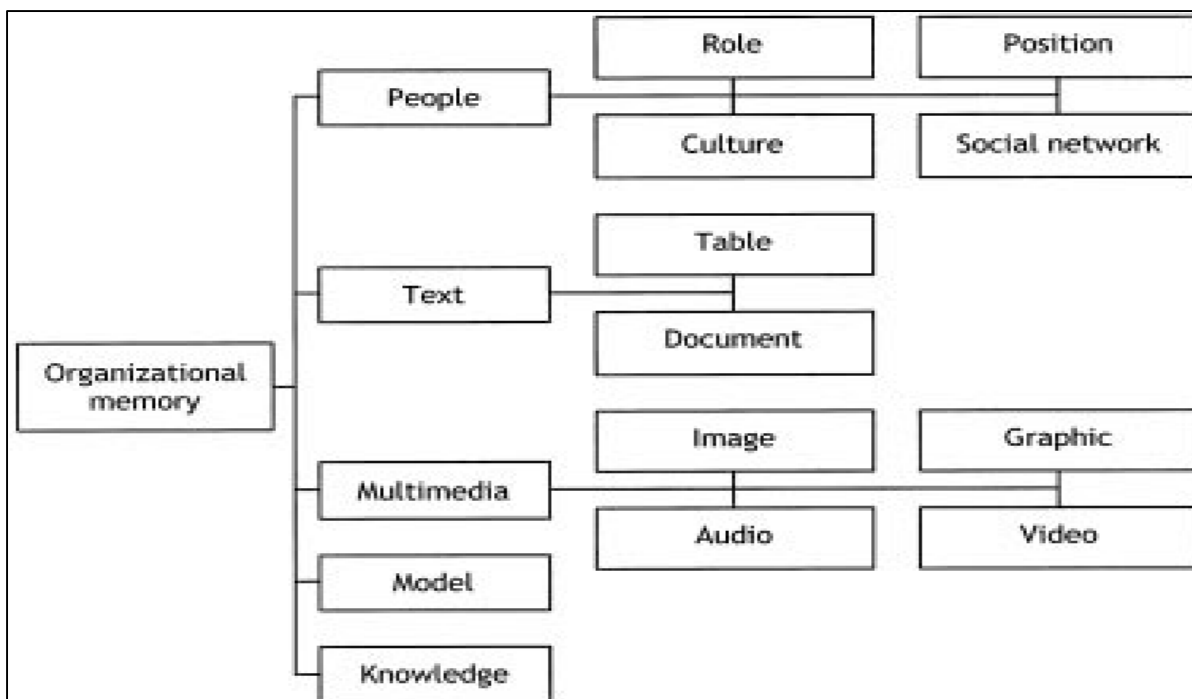 Role
Position
People
Culture
Social network
Table
Text
Document
Organizational
memory
Image
Graphic
Multimedia
Audio
Video
Model
Knowledge